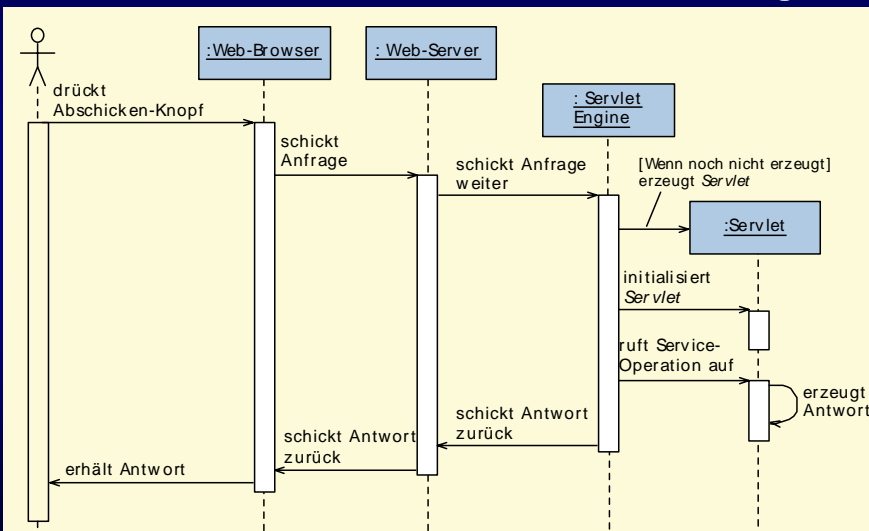 :Web-Browser
: Web-Server
: Servlet
Engine
:Servlet
drückt
Abschicken-Knopf
schickt
Anfrage
schickt Anfrage
weiter
[Wenn noch nicht erzeugt]
erzeugt Servlet
initialisiert
Servlet
ruft Service-
Operation auf
erzeugt
Antwort
schickt Antwort
zurück
schickt Antwort
zurück
erhält Antwort